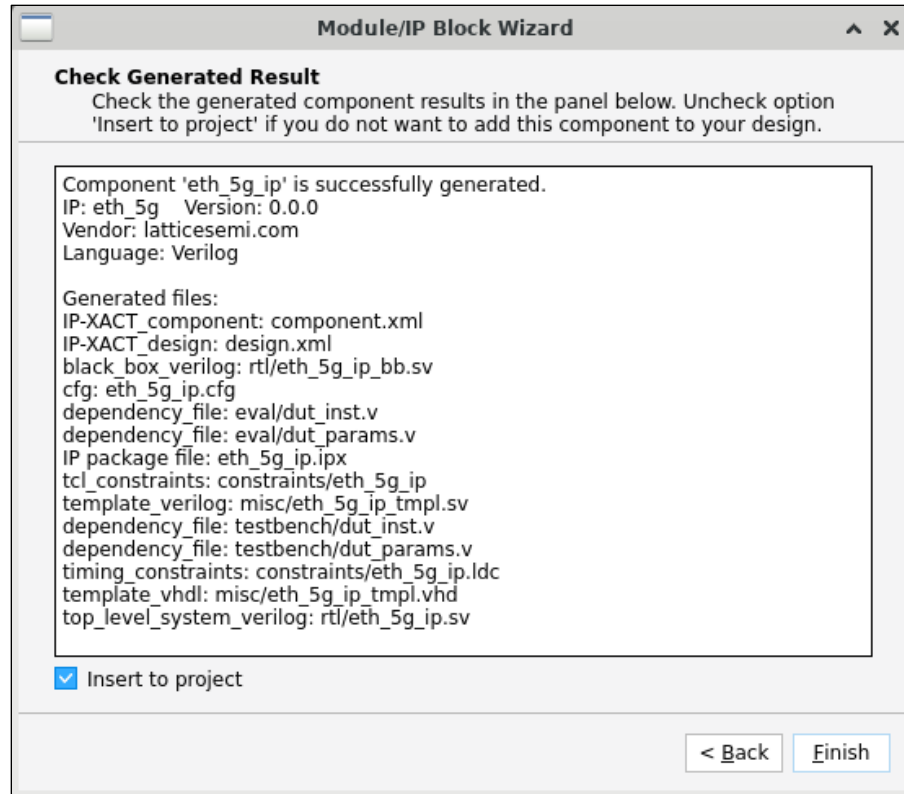 Module/IP Block Wizard
Check Generated Result
Check the generated component results in the panel below. Uncheck option
'Insert to project' if you do not want to add this component to your design.
Component 'eth_5g_ip' is successfully generated.
IP: eth_5g    Version: 0.0.0
Vendor: latticesemi.com
Language: Verilog
Generated files:
IP-XACT_component: component.xml
IP-XACT_design: design.xml
black_box_verilog: rtl/eth_5g_ip_bb.sv
cfg: eth_5g_ip.cfg
dependency_file: eval/dut_inst.v
dependency_file: eval/dut_params.v
IP package file: eth_5g_ip.ipx
tcl_constraints: constraints/eth_5g_ip
template_verilog: misc/eth_5g_ip_tmpl.sv
dependency_file: testbench/dut_inst.v
dependency_file: testbench/dut_params.v
timing_constraints: constraints/eth_5g_ip.ldc
template_vhdl: misc/eth_5g_ip_tmpl.vhd
top_level_system_verilog: rtl/eth_5g_ip.sv
Insert to project
< Back
Finish